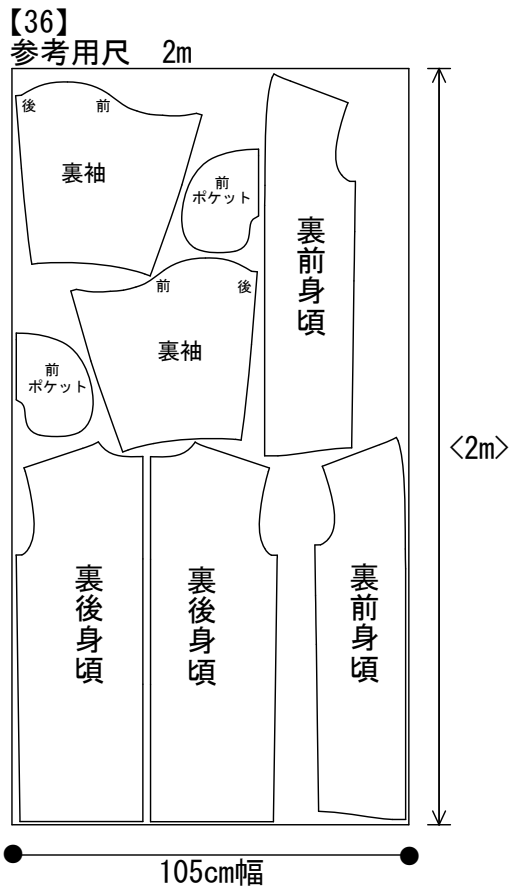 【36】
参考用尺　2m
後　前
裏袖
前
ポケット
裏前身頃
前　後
裏袖
前
ポケット
<2m>
裏後身頃
裏後身頃
裏前身頃
105cm幅